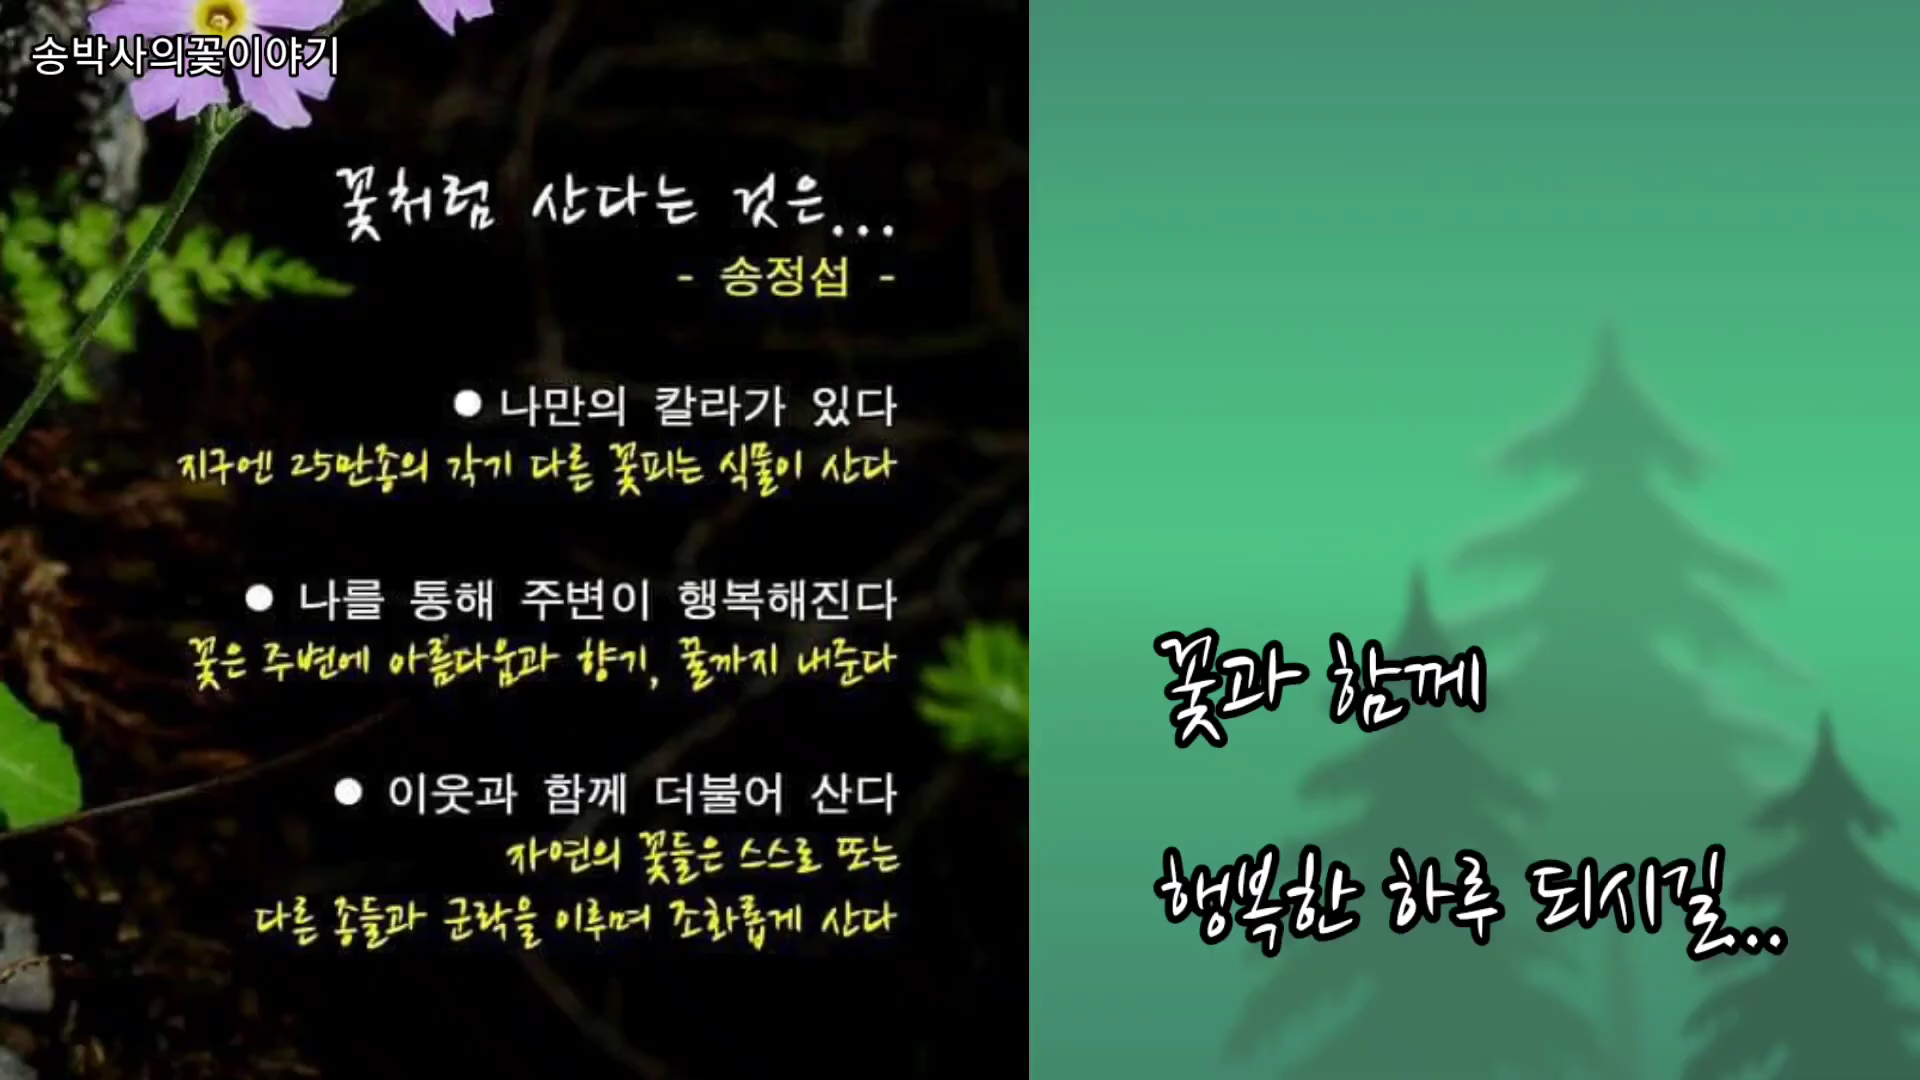 송박사의꽃이야기
꽃처럼 산다는 것은...
- 송정섭 -
● 나만의 칼라가 있다
지구엔 25만종의 각기 다른 꽃피는 식물이 산다
● 나를 통해 주변이 행복해진다
꽃은 주변에 아름다움과 향기, 꿀까지 내준다
● 이웃과 함께 더불어 산다
자연의 꽃들은 스스로 또는
다른 종들과 군락을 이루며 조화롭게 산다
꽃과 함께
행복한 하루 되시길...